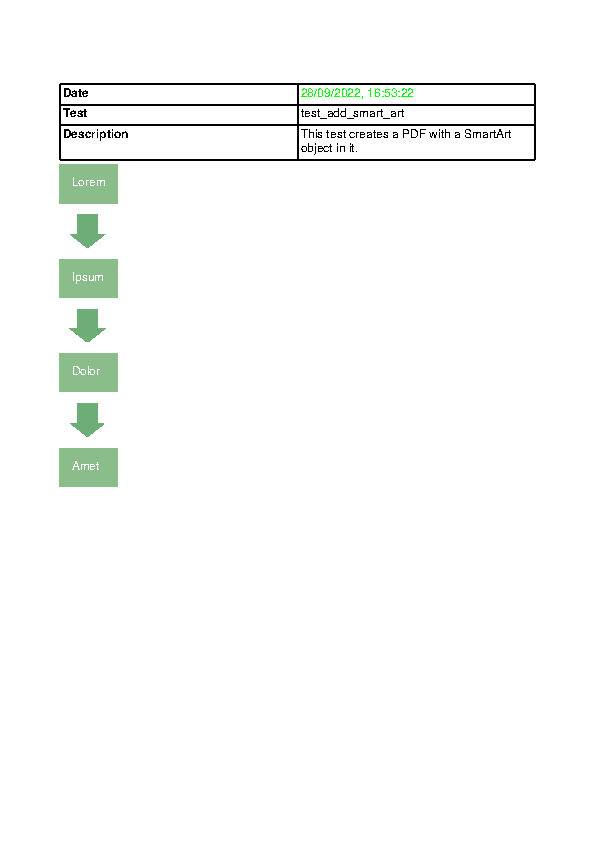 Date
28/09/2022, 16:53:22
Test
test_add_smart_art
Description
This test creates a PDF with a SmartArt
object in it.
Lorem
Ipsum
Dolor
Amet